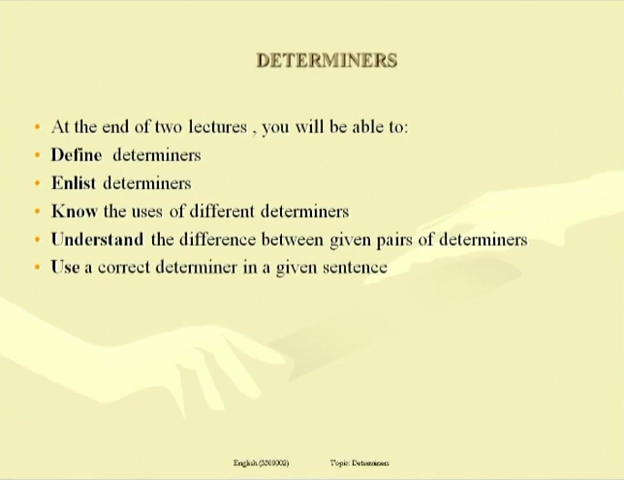 DETERMINERS
• At the end of two lectures , you will be able to:
• Define determiners
• Enlist determiners
• Know the uses of different determiners
• Understand the difference between given pairs of determiners
• Use a correct determiner in a given sentence
English Topic: Determiners